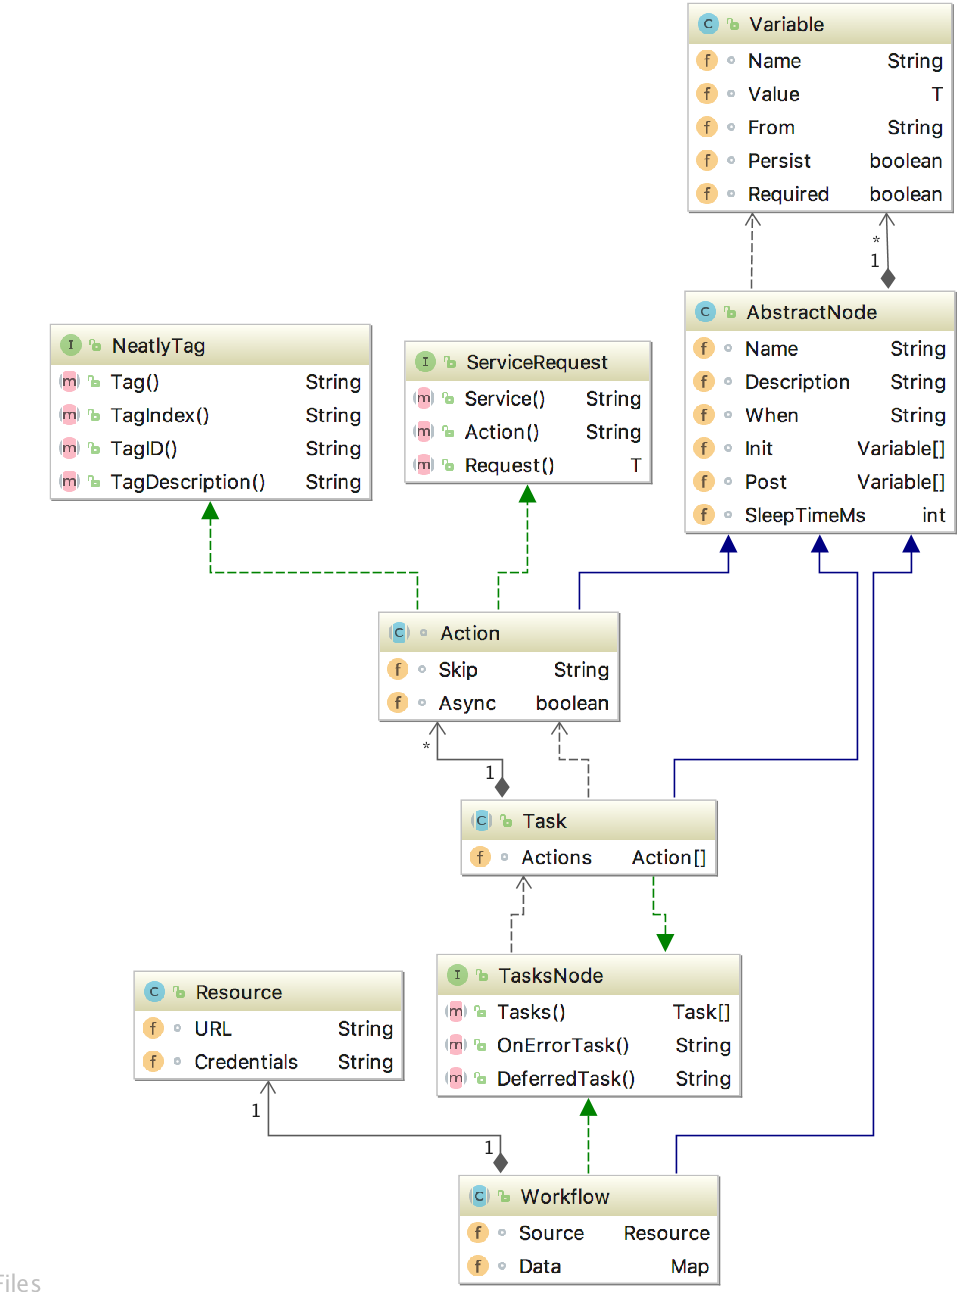 Variable
Name String
Value T
From String
Persist boolean
Required boolean
*
1
AbstractNode
Name String
Description String
When String
Init Variable[]
Post Variable[]
SleepTimeMs int
NeatlyTag
Tag() String
TagIndex() String
TagID() String
TagDescription() String
ServiceRequest
Service() String
Action() String
Request() T
Action
Skip String
Async boolean
*
1
Task
Actions Action[]
TasksNode
Tasks() Task[]
OnErrorTask() String
DeferredTask() String
Resource
URL String
Credentials String
1
1
Workflow
Source Resource
Data Map
Files